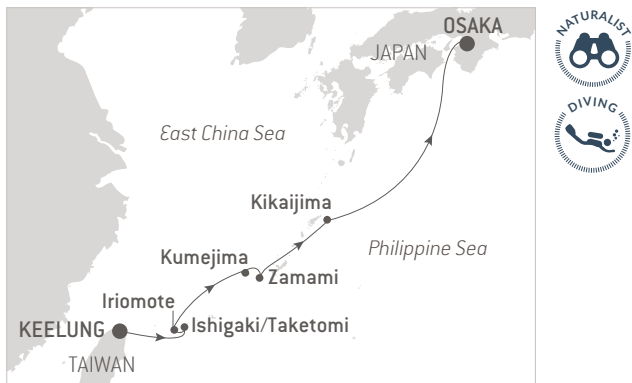 OSAKA
JAPAN
NATURALIST
DIVING
East China Sea
Kikaijima
Philippine Sea
Kumejima
Zamami
Iriomote
KEELUNG
Ishigaki/Taketomi
TAIWAN